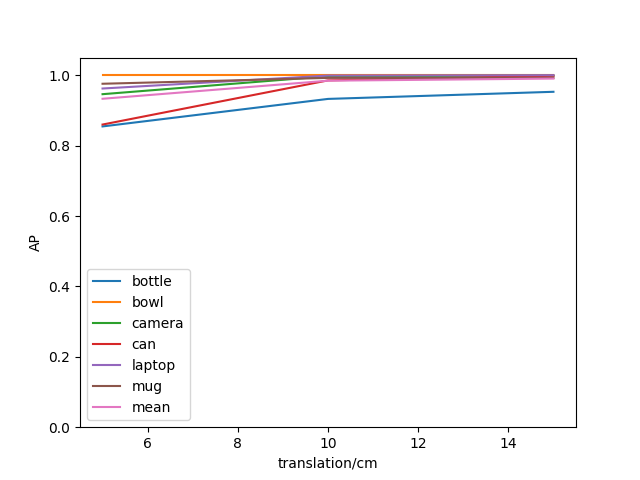 1.0
0.8
0.6
0.4
0.2
0.0
AP
bottle
bowl
camera
can
laptop
mug
mean
6 8 10 12 14
translation/cm